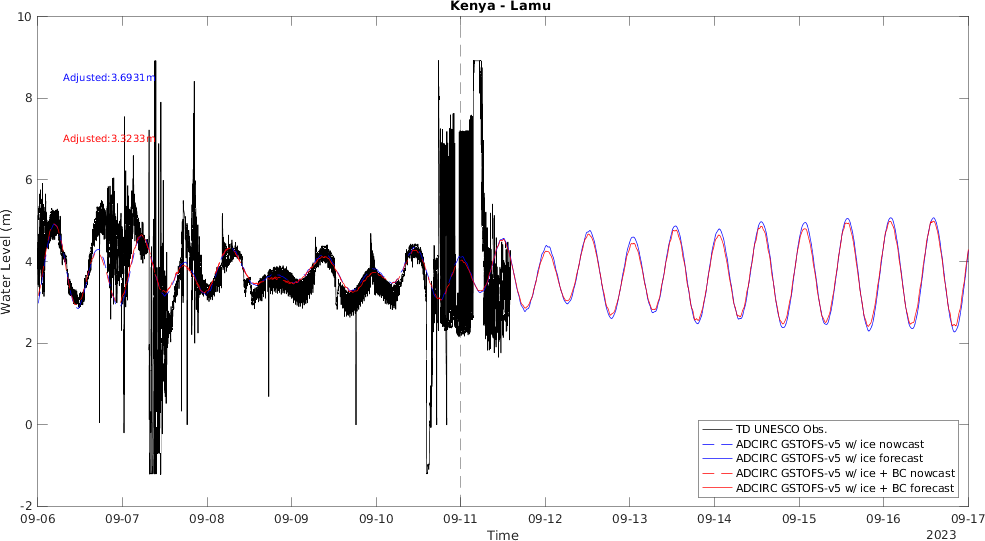 Kenya - Lamu
10
8
6
4
2
0
-2
Water Level (m)
Adjusted:3.6931m
Adjusted:3.3233m
TD UNESCO Obs.
ADCIRC GSTOFS-v5 w/ ice nowcast
ADCIRC GSTOFS-v5 w/ ice forecast
ADCIRC GSTOFS-v5 w/ ice + BC nowcast
ADCIRC GSTOFS-v5 w/ ice + BC forecast
09-06 09-07 09-08 09-09 09-10 09-11 09-12 09-13 09-14 09-15 09-16 09-17
Time
2023